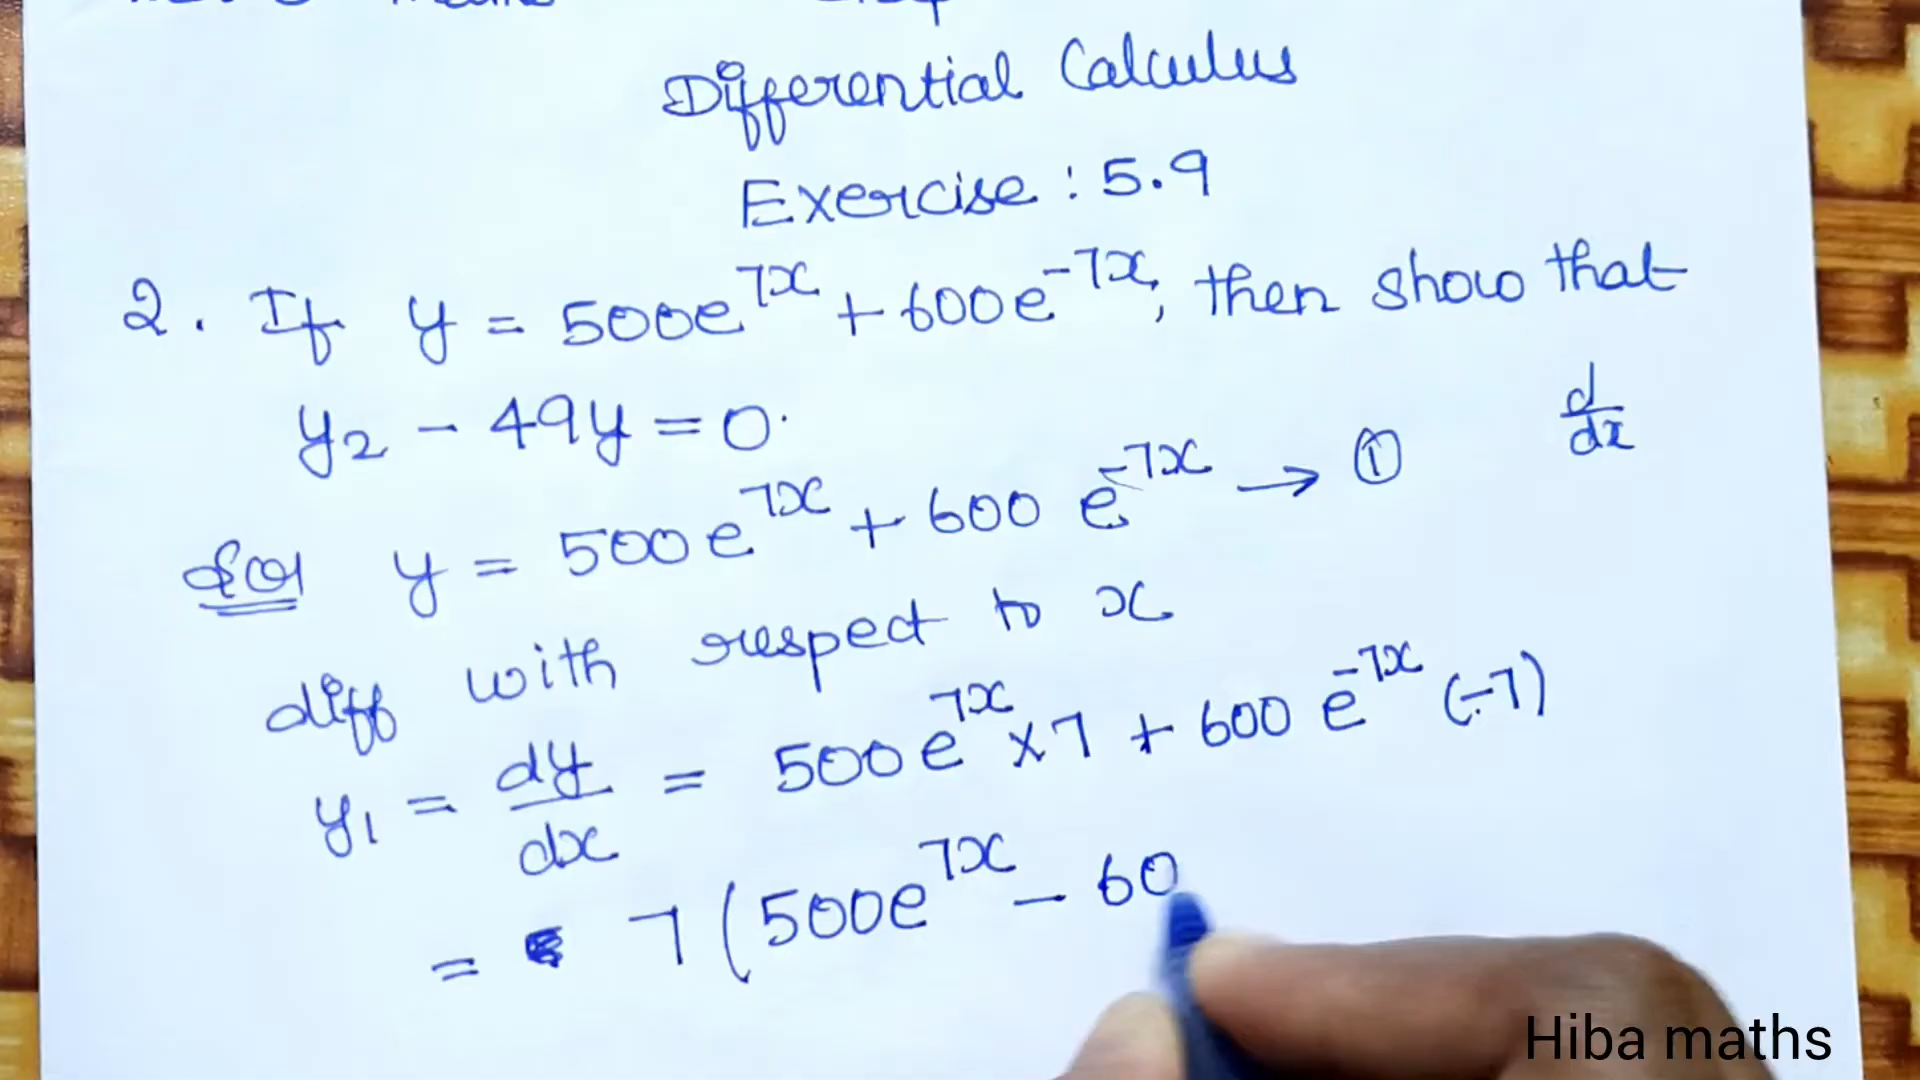 Differential Calculus
Exercise : 5.9
2. If y = 500e^{7x} + 600e^{-7x}, then show that
y₂ - 49y = 0.
d/dx
Sol y = 500e^{7x} + 600 e^{-7x} → ①
diff with respect to x
y₁ = dy/dx = 500e^{7x} × 7 + 600 e^{-7x} (-7)
= 7 (500e^{7x} - 60
Hiba maths